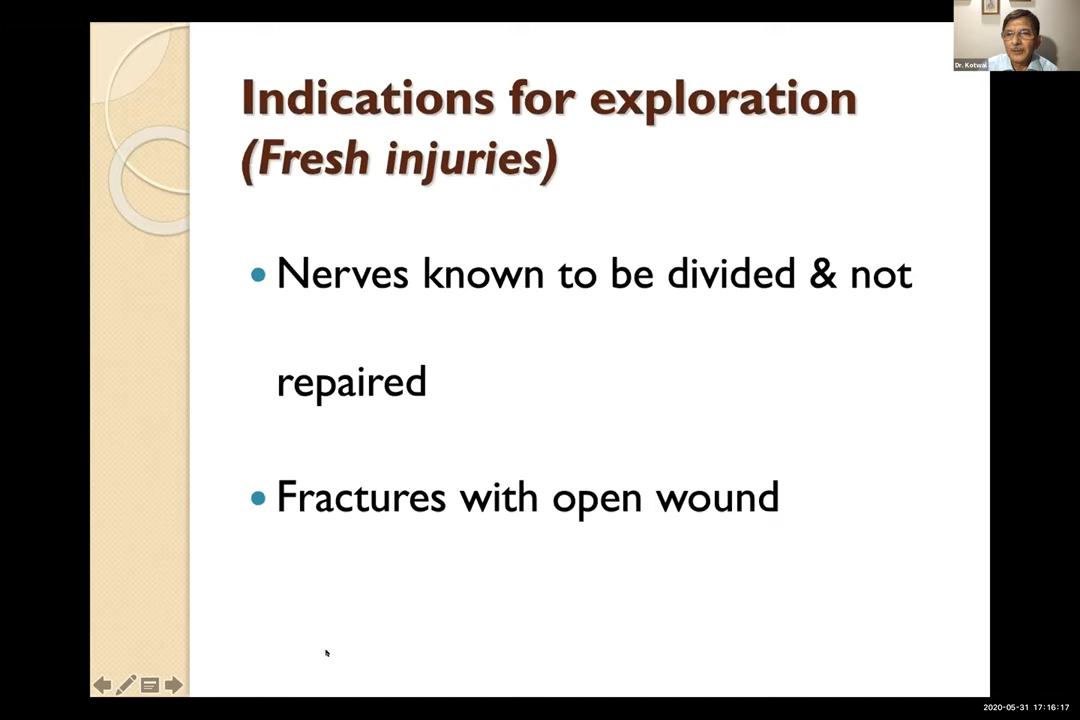 Dr. Kotwal
Indications for exploration
(Fresh injuries)
• Nerves known to be divided & not
repaired
• Fractures with open wound
2020-05-31 17:16:17